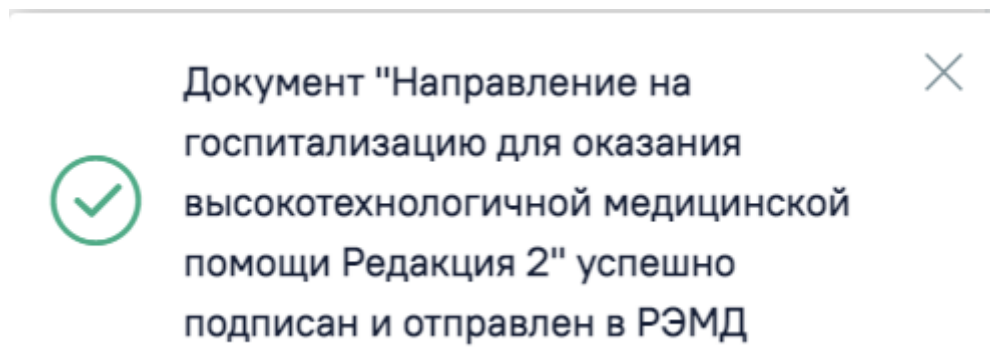 Документ "Направление на
госпитализацию для оказания
высокотехнологичной медицинской
помощи Редакция 2" успешно
подписан и отправлен в РЭМД